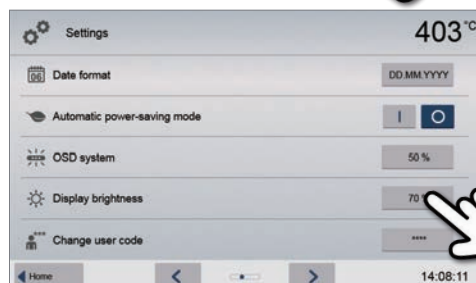 Settings
403 °C
06
Date format
DD.MM.YYYY
Automatic power-saving mode
I O
OSD system
50 %
Display brightness
70
Change user code
****
Home
< >
14:08:11